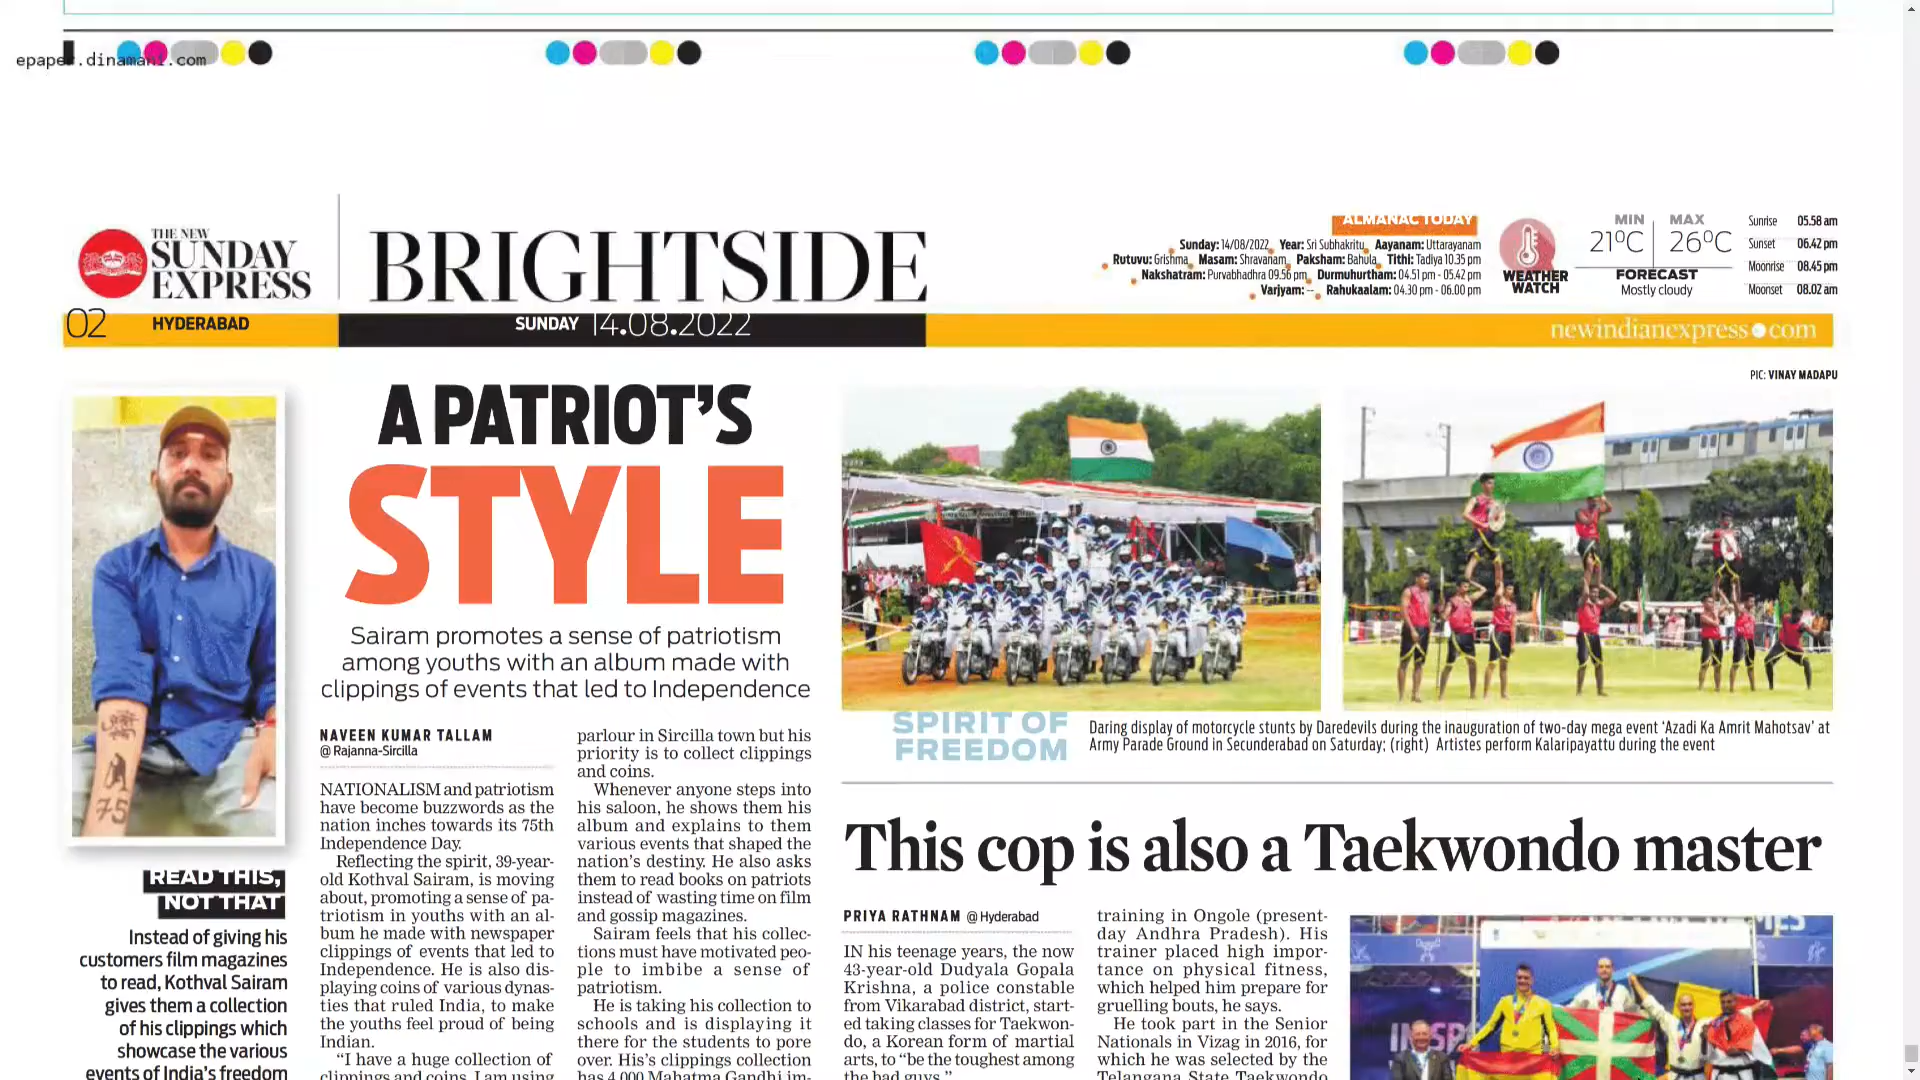 epaper.dinamani.com
THE NEW
SUNDAY
EXPRESS
BRIGHTSIDE
ALMANAC TODAY
Sunday: 14/08/2022 Year: Sri Subhakritu Aayanam: Uttarayanam
Rutuvu: Grishma Masam: Shravanam Paksham: Bahula Tithi: Tadiya 10.35 pm
Nakshatram: Purvabhadhra 09.56 pm Durmuhurtham: 04.51 pm - 05.42 pm
Varjyam: -- Rahukaalam: 04.30 pm - 06.00 pm
WEATHER
WATCH
MIN MAX
21°C 26°C
FORECAST
Mostly cloudy
Sunrise 05.58 am
Sunset 06.42 pm
Moonrise 08.45 pm
Moonset 08.02 am
02 HYDERABAD
SUNDAY 14.08.2022
newindianexpress.com
A PATRIOT'S
STYLE
Sairam promotes a sense of patriotism
among youths with an album made with
clippings of events that led to Independence
75
READ THIS,
NOT THAT
Instead of giving his
customers film magazines
to read, Kothval Sairam
gives them a collection
of his clippings which
showcase the various
events of India's freedom
NAVEEN KUMAR TALLAM
@ Rajanna-Sircilla
NATIONALISM and patriotism
have become buzzwords as the
nation inches towards its 75th
Independence Day.
Reflecting the spirit, 39-year-
old Kothval Sairam, is moving
about, promoting a sense of pa-
triotism in youths with an al-
bum he made with newspaper
clippings of events that led to
Independence. He is also dis-
playing coins of various dynas-
ties that ruled India, to make
the youths feel proud of being
Indian.
"I have a huge collection of
clippings and coins. I am using
parlour in Sircilla town but his
priority is to collect clippings
and coins.
Whenever anyone steps into
his saloon, he shows them his
album and explains to them
various events that shaped the
nation's destiny. He also asks
them to read books on patriots
instead of wasting time on film
and gossip magazines.
Sairam feels that his collec-
tions must have motivated peo-
ple to imbibe a sense of
patriotism.
He is taking his collection to
schools and is displaying it
there for the students to pore
over. His's clippings collection
has 4,000 Mahatma Gandhi im-
PIC: VINAY MADAPU
SPIRIT OF
FREEDOM
Daring display of motorcycle stunts by Daredevils during the inauguration of two-day mega event 'Azadi Ka Amrit Mahotsav' at
Army Parade Ground in Secunderabad on Saturday; (right) Artistes perform Kalaripayattu during the event
This cop is also a Taekwondo master
PRIYA RATHNAM @ Hyderabad
IN his teenage years, the now
43-year-old Dudyala Gopala
Krishna, a police constable
from Vikarabad district, start-
ed taking classes for Taekwon-
do, a Korean form of martial
arts, to "be the toughest among
the bad guys."
training in Ongole (present-
day Andhra Pradesh). His
trainer placed high impor-
tance on physical fitness,
which helped him prepare for
gruelling bouts, he says.
He took part in the Senior
Nationals in Vizag in 2016, for
which he was selected by the
Telangana State Taekwondo